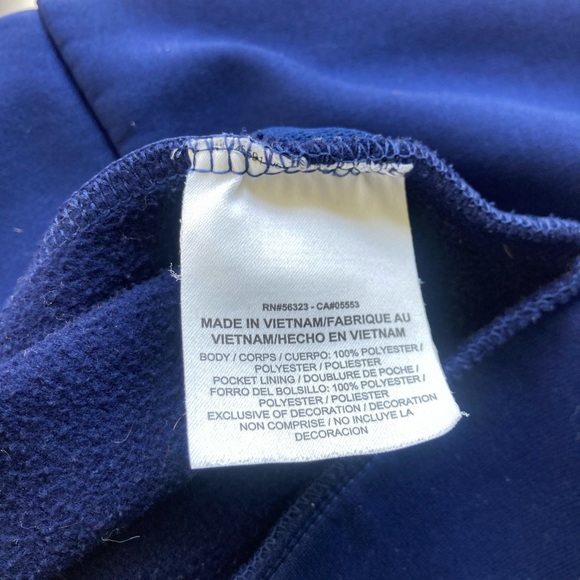 RN#56323 - CA#05553
MADE IN VIETNAM/FABRIQUE AU
VIETNAM/HECHO EN VIETNAM
BODY / CORPS / CUERPO: 100% POLYESTER /
POLYESTER / POLIESTER
POCKET LINING / DOUBLURE DE POCHE /
FORRO DEL BOLSILLO: 100% POLYESTER
/ POLYESTER / POLIESTER
EXCLUSIVE OF DECORATION / DECORATION
NON COMPRISE / NO INCLUYE LA
DECORACION